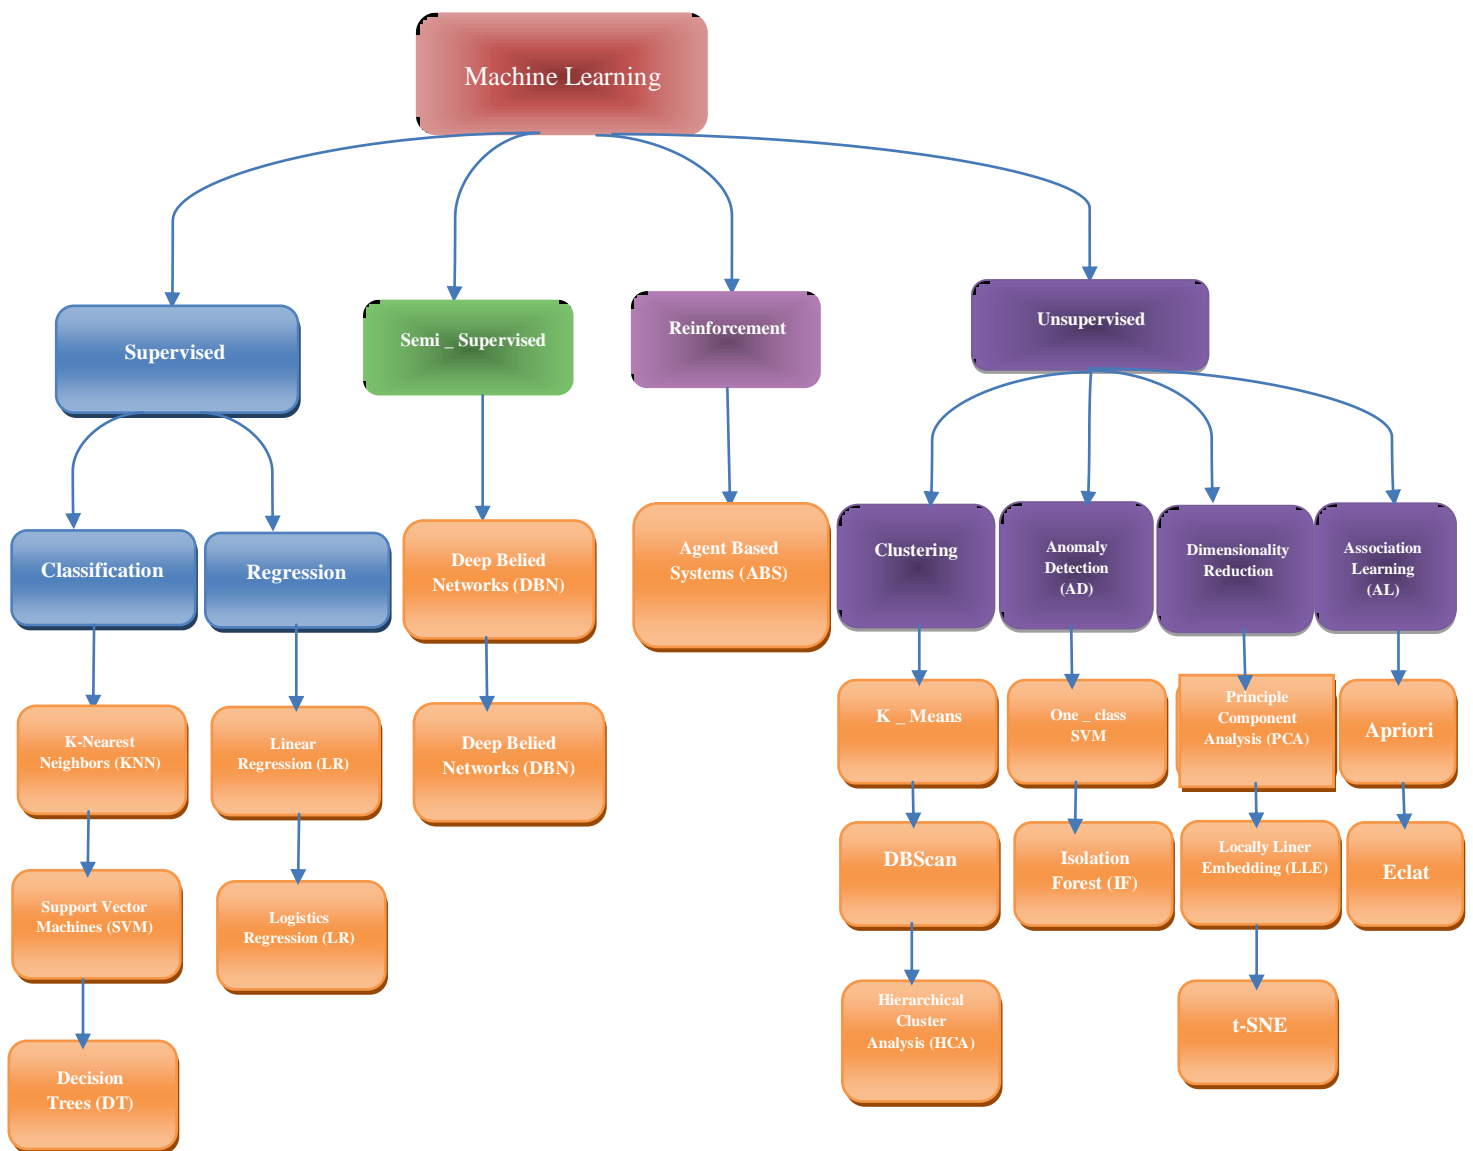 Machine Learning
Supervised
Semi _ Supervised
Reinforcement
Unsupervised
Classification
Regression
Deep Belied
Networks (DBN)
Agent Based
Systems (ABS)
Clustering
Anomaly
Detection
(AD)
Dimensionality
Reduction
Association
Learning
(AL)
K-Nearest
Neighbors (KNN)
Linear
Regression (LR)
Deep Belied
Networks (DBN)
K _ Means
One _ class
SVM
Principle
Component
Analysis (PCA)
Apriori
Support Vector
Machines (SVM)
Logistics
Regression (LR)
DBScan
Isolation
Forest (IF)
Locally Liner
Embedding (LLE)
Eclat
Decision
Trees (DT)
Hierarchical
Cluster
Analysis (HCA)
t-SNE